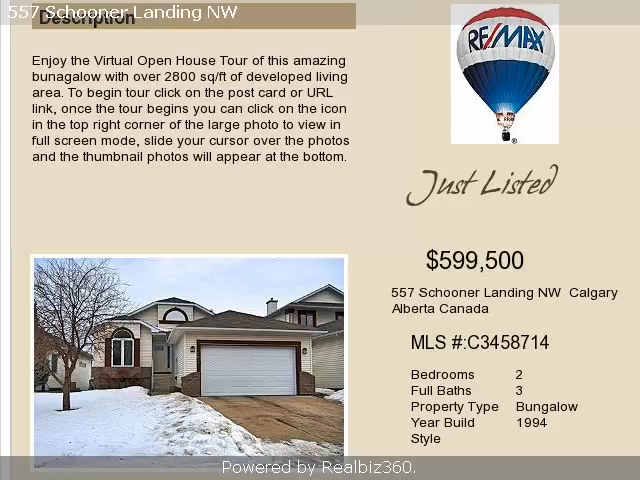 557 Schooner Landing NW
Description
Enjoy the Virtual Open House Tour of this amazing
bunagalow with over 2800 sq/ft of developed living
area. To begin tour click on the post card or URL
link, once the tour begins you can click on the icon
in the top right corner of the large photo to view in
full screen mode, slide your cursor over the photos
and the thumbnail photos will appear at the bottom.
RE/MAX
RE/MAX
®
Just Listed
$599,500
557 Schooner Landing NW Calgary
Alberta Canada
MLS #:C3458714
Bedrooms 2
Full Baths 3
Property Type Bungalow
Year Build 1994
Style
Powered by Realbiz360.